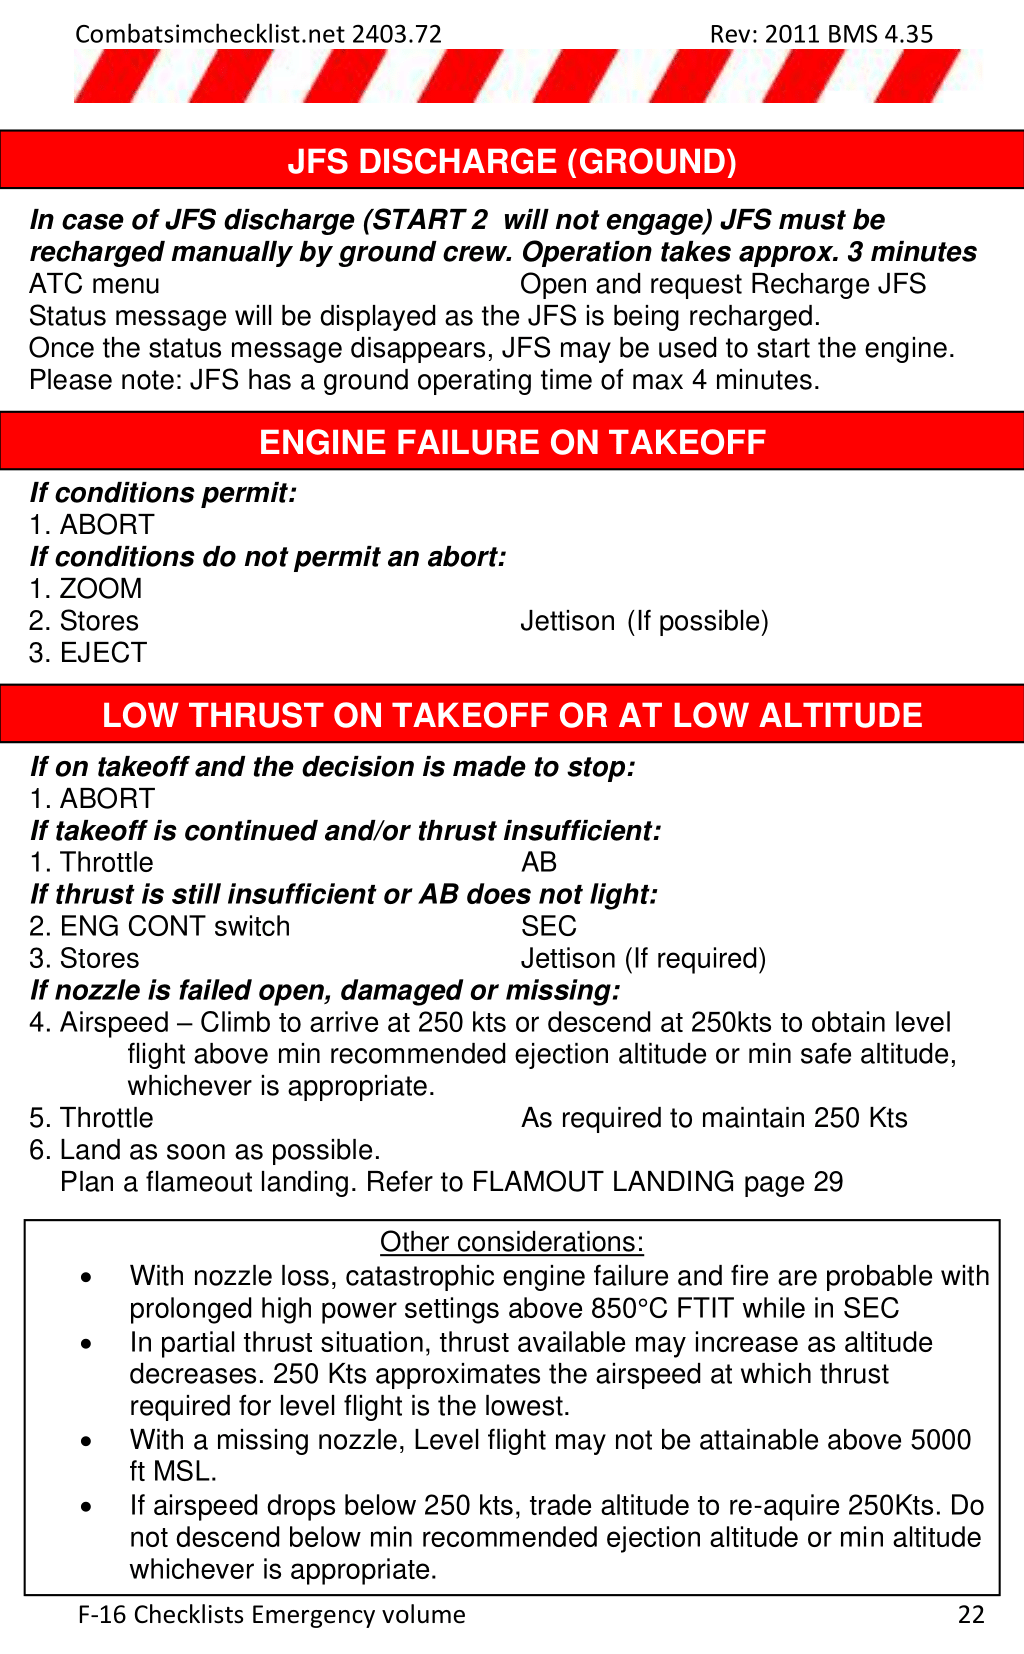 Combatsimchecklist.net 2403.72 Rev: 2011 BMS 4.35
JFS DISCHARGE (GROUND)
In case of JFS discharge (START 2 will not engage) JFS must be
recharged manually by ground crew. Operation takes approx. 3 minutes
ATC menu Open and request Recharge JFS
Status message will be displayed as the JFS is being recharged.
Once the status message disappears, JFS may be used to start the engine.
Please note: JFS has a ground operating time of max 4 minutes.
ENGINE FAILURE ON TAKEOFF
If conditions permit:
1. ABORT
If conditions do not permit an abort:
1. ZOOM
2. Stores Jettison (If possible)
3. EJECT
LOW THRUST ON TAKEOFF OR AT LOW ALTITUDE
If on takeoff and the decision is made to stop:
1. ABORT
If takeoff is continued and/or thrust insufficient:
1. Throttle AB
If thrust is still insufficient or AB does not light:
2. ENG CONT switch SEC
3. Stores Jettison (If required)
If nozzle is failed open, damaged or missing:
4. Airspeed – Climb to arrive at 250 kts or descend at 250kts to obtain level
flight above min recommended ejection altitude or min safe altitude,
whichever is appropriate.
5. Throttle As required to maintain 250 Kts
6. Land as soon as possible.
Plan a flameout landing. Refer to FLAMOUT LANDING page 29
Other considerations:
• With nozzle loss, catastrophic engine failure and fire are probable with
prolonged high power settings above 850°C FTIT while in SEC
• In partial thrust situation, thrust available may increase as altitude
decreases. 250 Kts approximates the airspeed at which thrust
required for level flight is the lowest.
• With a missing nozzle, Level flight may not be attainable above 5000
ft MSL.
• If airspeed drops below 250 kts, trade altitude to re-aquire 250Kts. Do
not descend below min recommended ejection altitude or min altitude
whichever is appropriate.
F-16 Checklists Emergency volume 22